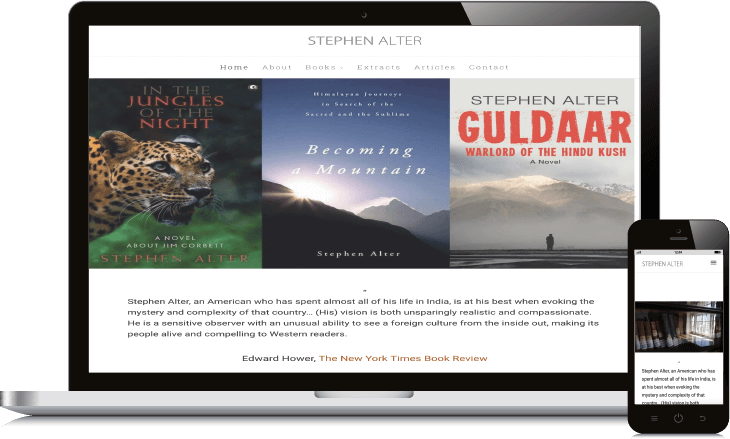 STEPHEN ALTER
Home About Books Extracts Articles Contact
IN THE
JUNGLES
OF THE
NIGHT
A NOVEL
ABOUT JIM CORBETT
STEPHEN ALTER
Himalayan Journeys
in Search of the
Sacred and the Sublime
Becoming
a Mountain
Stephen Alter
STEPHEN ALTER
GULDAAR
WARLORD OF THE HINDU KUSH
A Novel
"
Stephen Alter, an American who has spent almost all of his life in India, is at his best when evoking the
mystery and complexity of that country... (His) vision is both unsparingly realistic and compassionate.
He is a sensitive observer with an unusual ability to see a foreign culture from the inside out, making its
people alive and compelling to Western readers.
Edward Hower, The New York Times Book Review
STEPHEN ALTER
"
Stephen Alter, an American who has
spent almost all of his life in India, is
at his best when evoking the
mystery and complexity of that
country... (His) vision is both